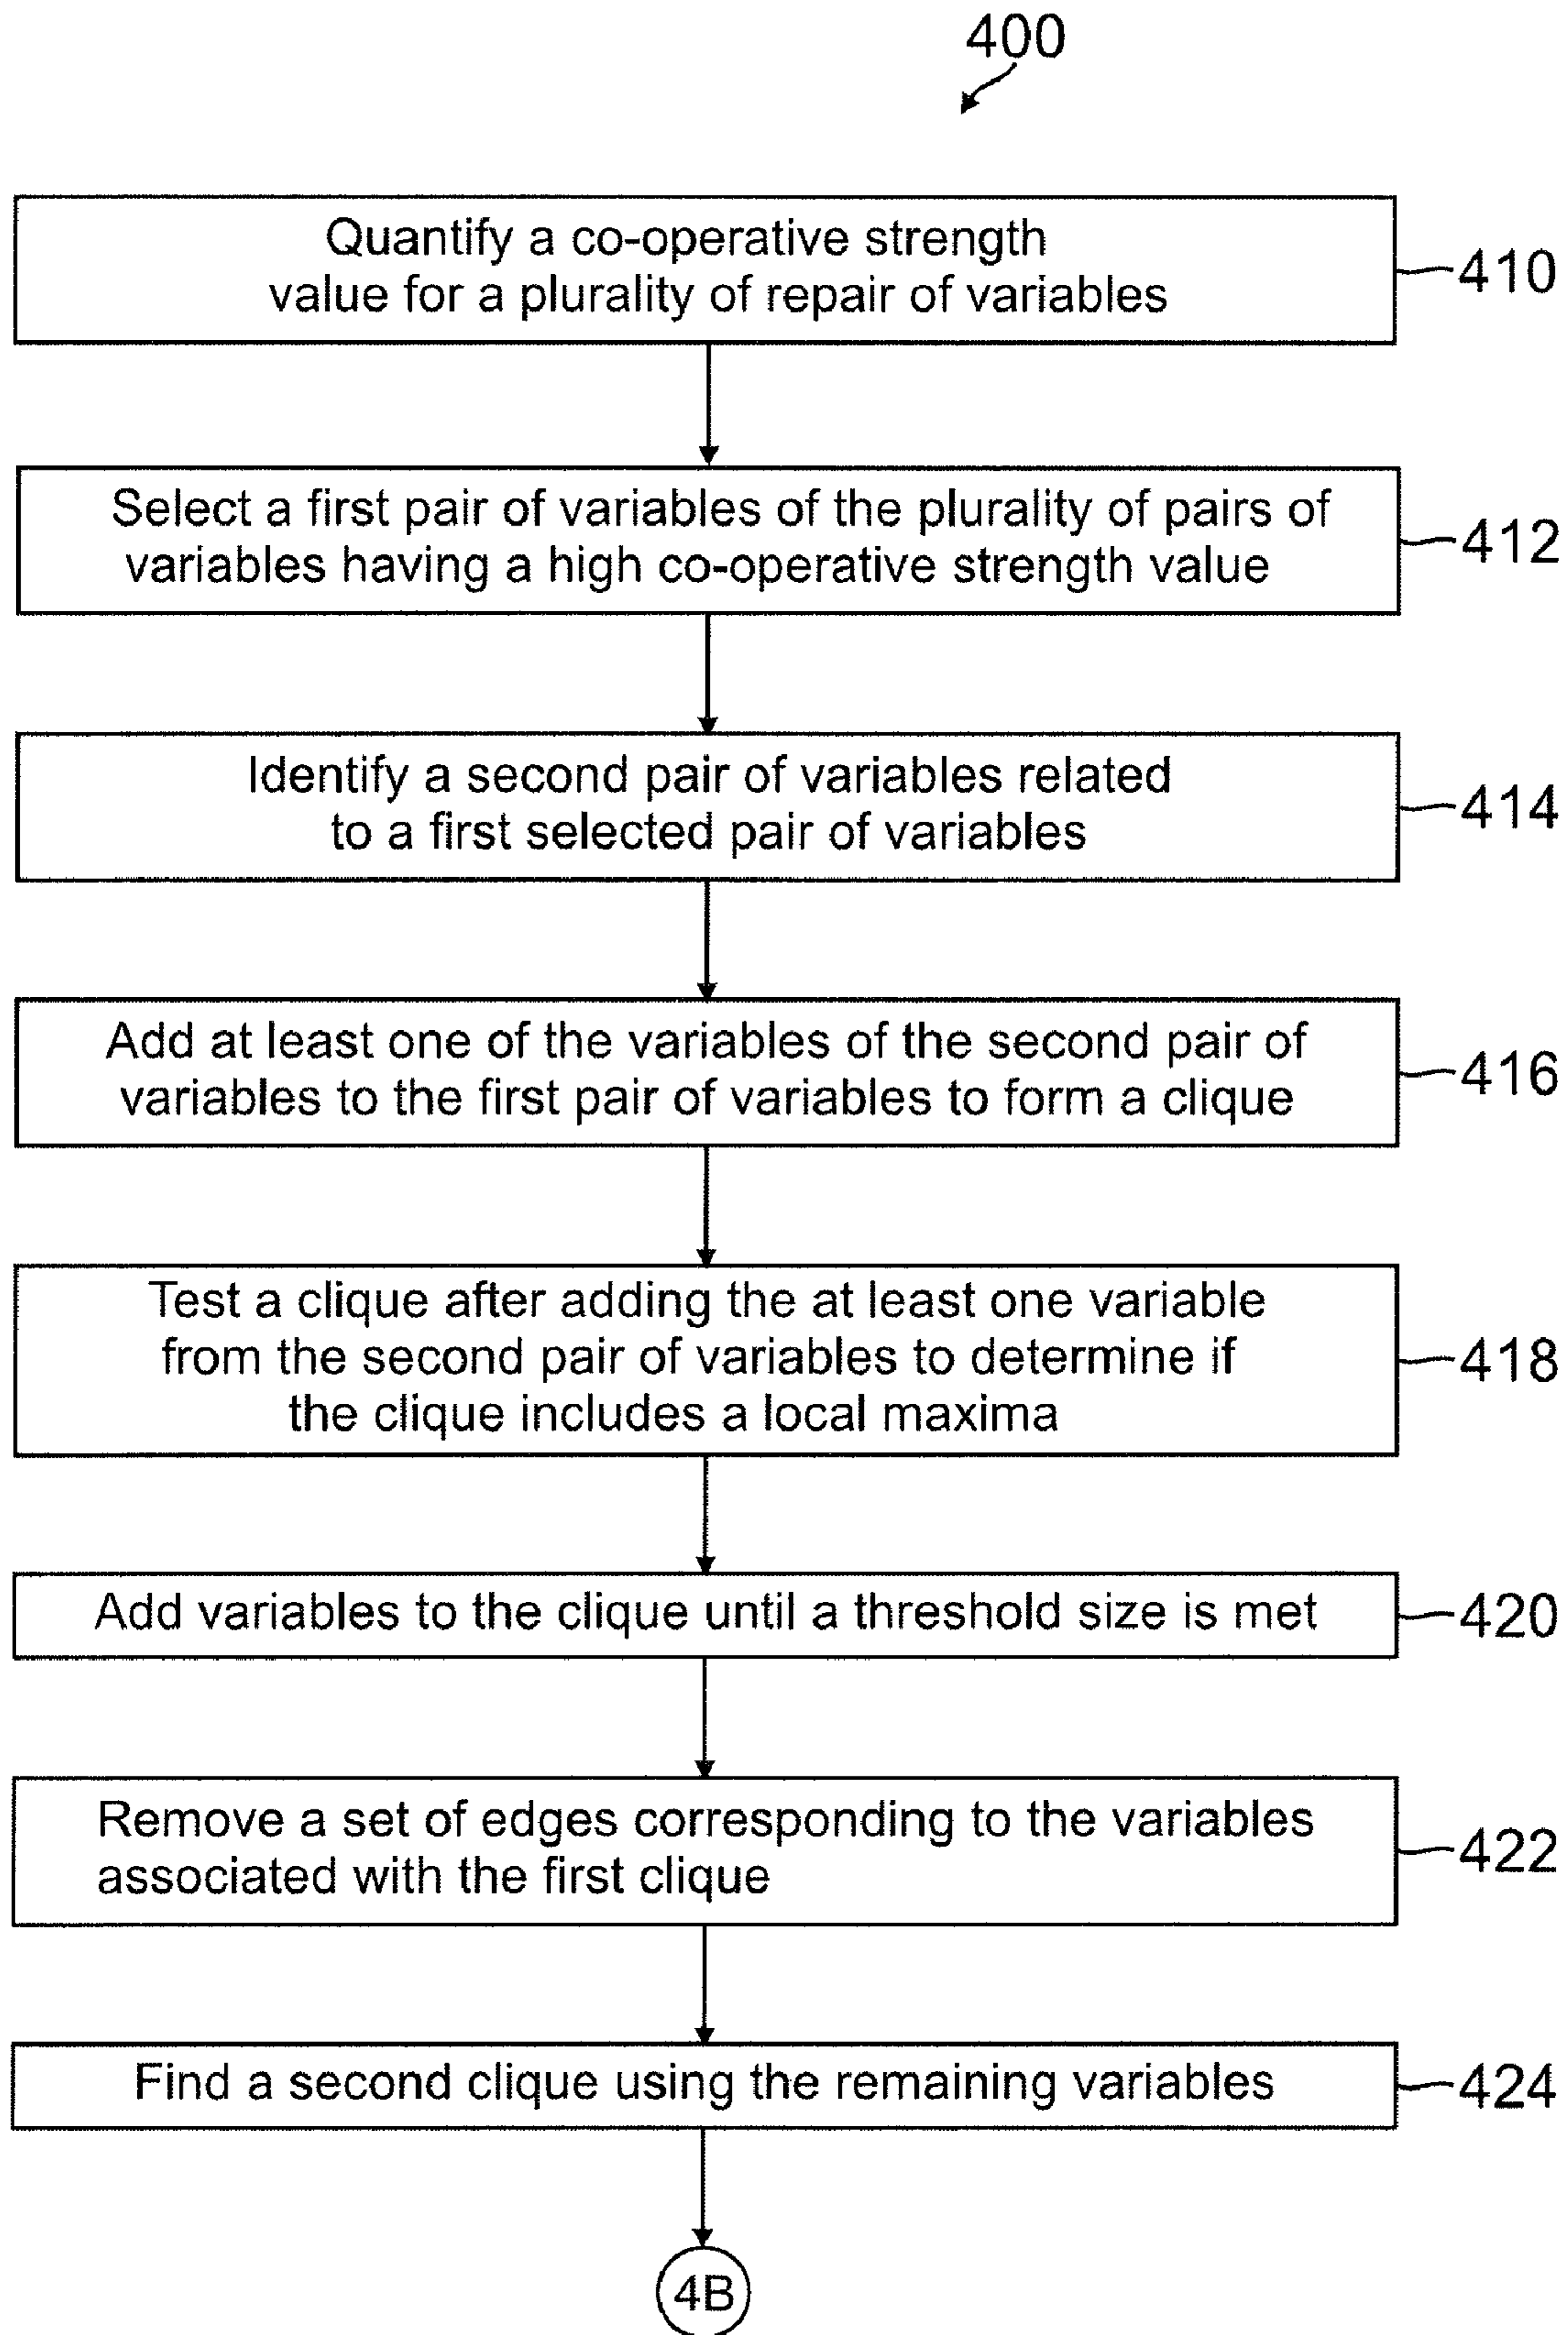 400
Quantify a co-operative strength
value for a plurality of repair of variables
410
Select a first pair of variables of the plurality of pairs of
variables having a high co-operative strength value
412
Identify a second pair of variables related
to a first selected pair of variables
414
Add at least one of the variables of the second pair of
variables to the first pair of variables to form a clique
416
Test a clique after adding the at least one variable
from the second pair of variables to determine if
the clique includes a local maxima
418
Add variables to the clique until a threshold size is met
420
Remove a set of edges corresponding to the variables
associated with the first clique
422
Find a second clique using the remaining variables
424
4B